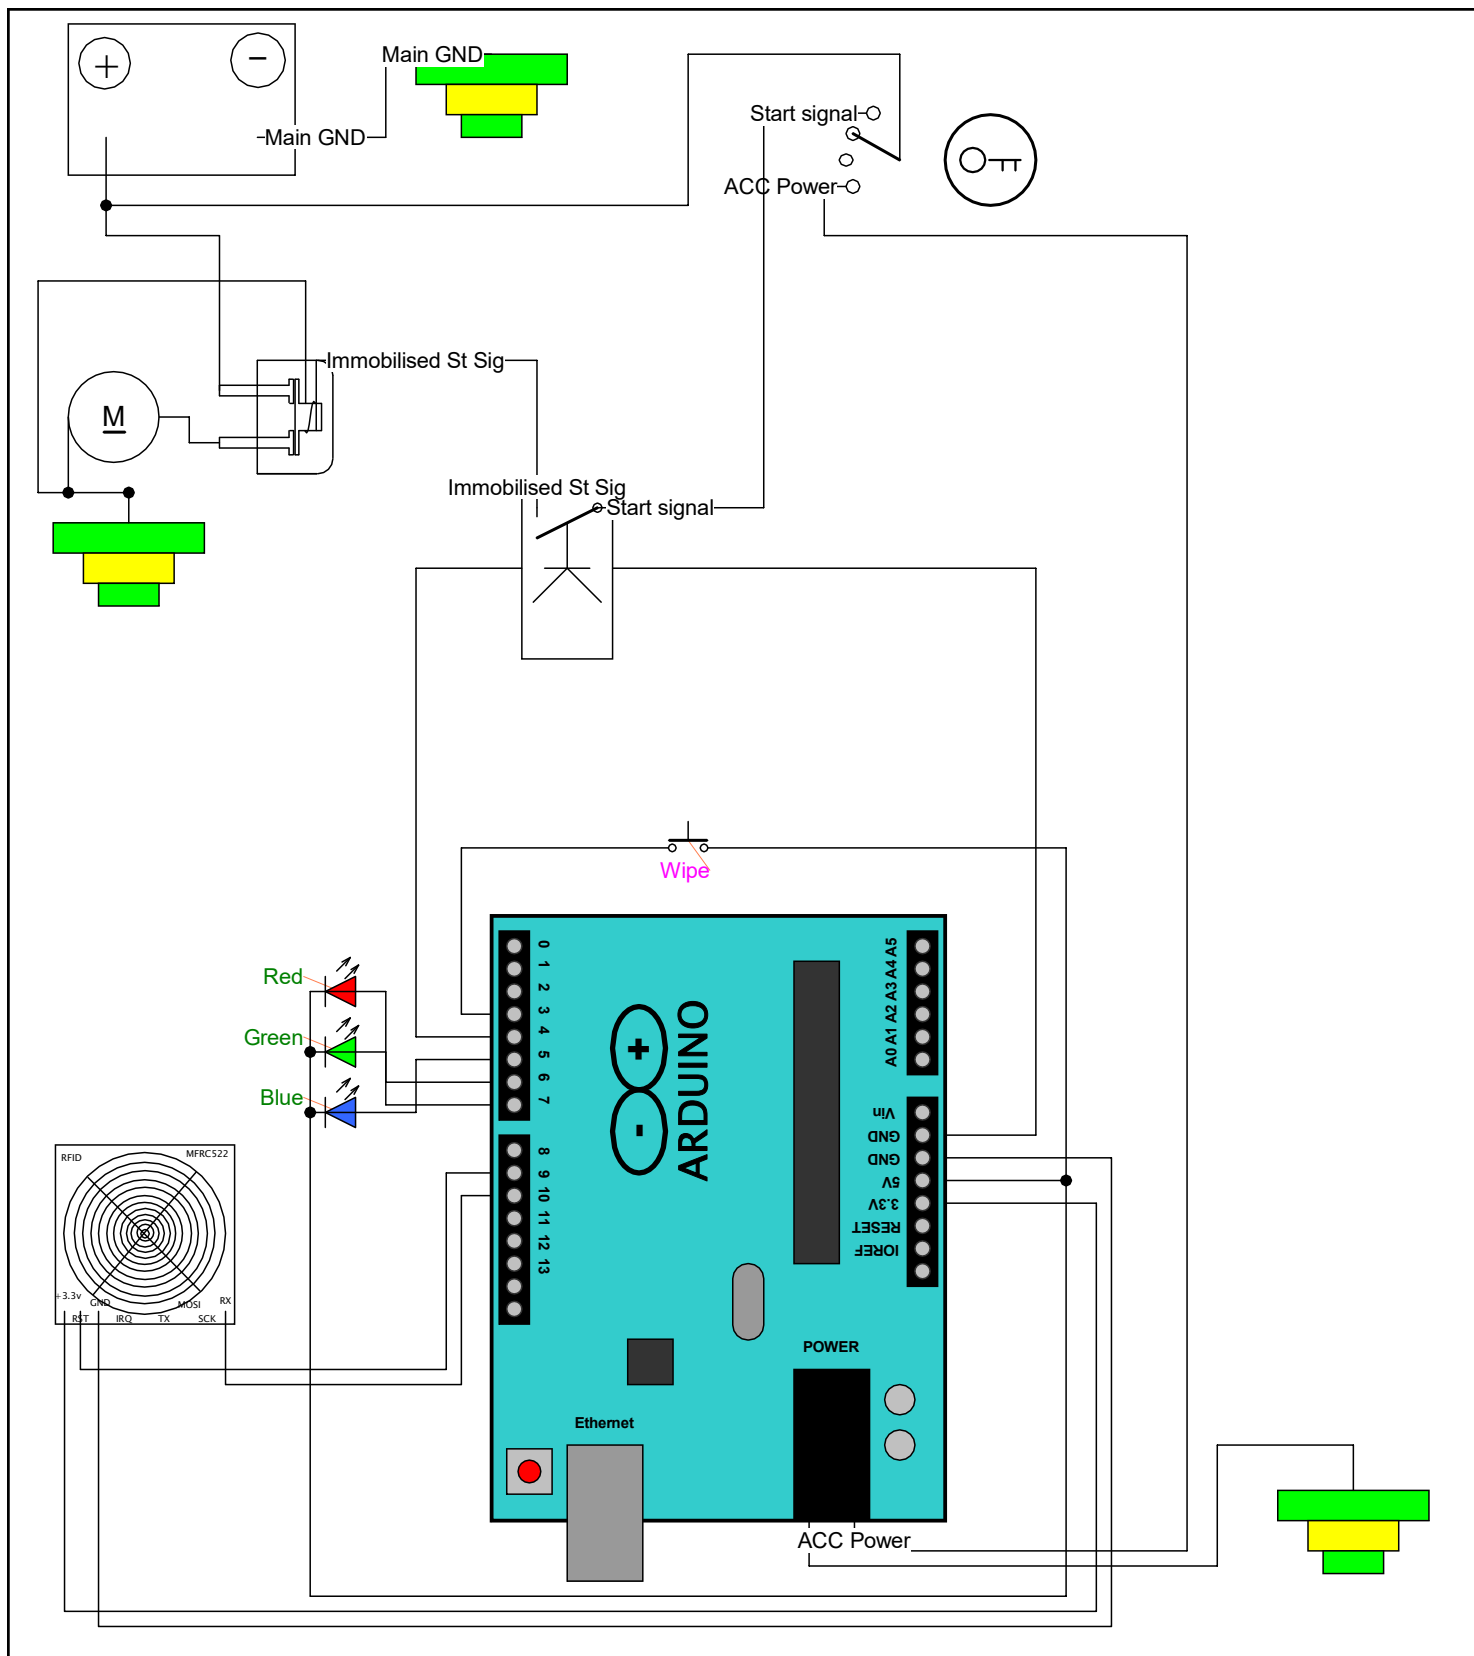 + -
Main GND
Main GND
Start signal
ACC Power
Immobilised St Sig
M
Immobilised St Sig
Start signal
Wipe
Red
Green
Blue
0
1
2
3
4
5
6
7
8
9
10
11
12
13
+
-
ARDUINO
A0 A1 A2 A3 A4 A5
Vin
GND
GND
5V
3.3V
RESET
IOREF
RFID
MFRC522
+3.3v
RST
GND
IRQ
TX
MOSI
SCK
RX
POWER
Ethernet
ACC Power